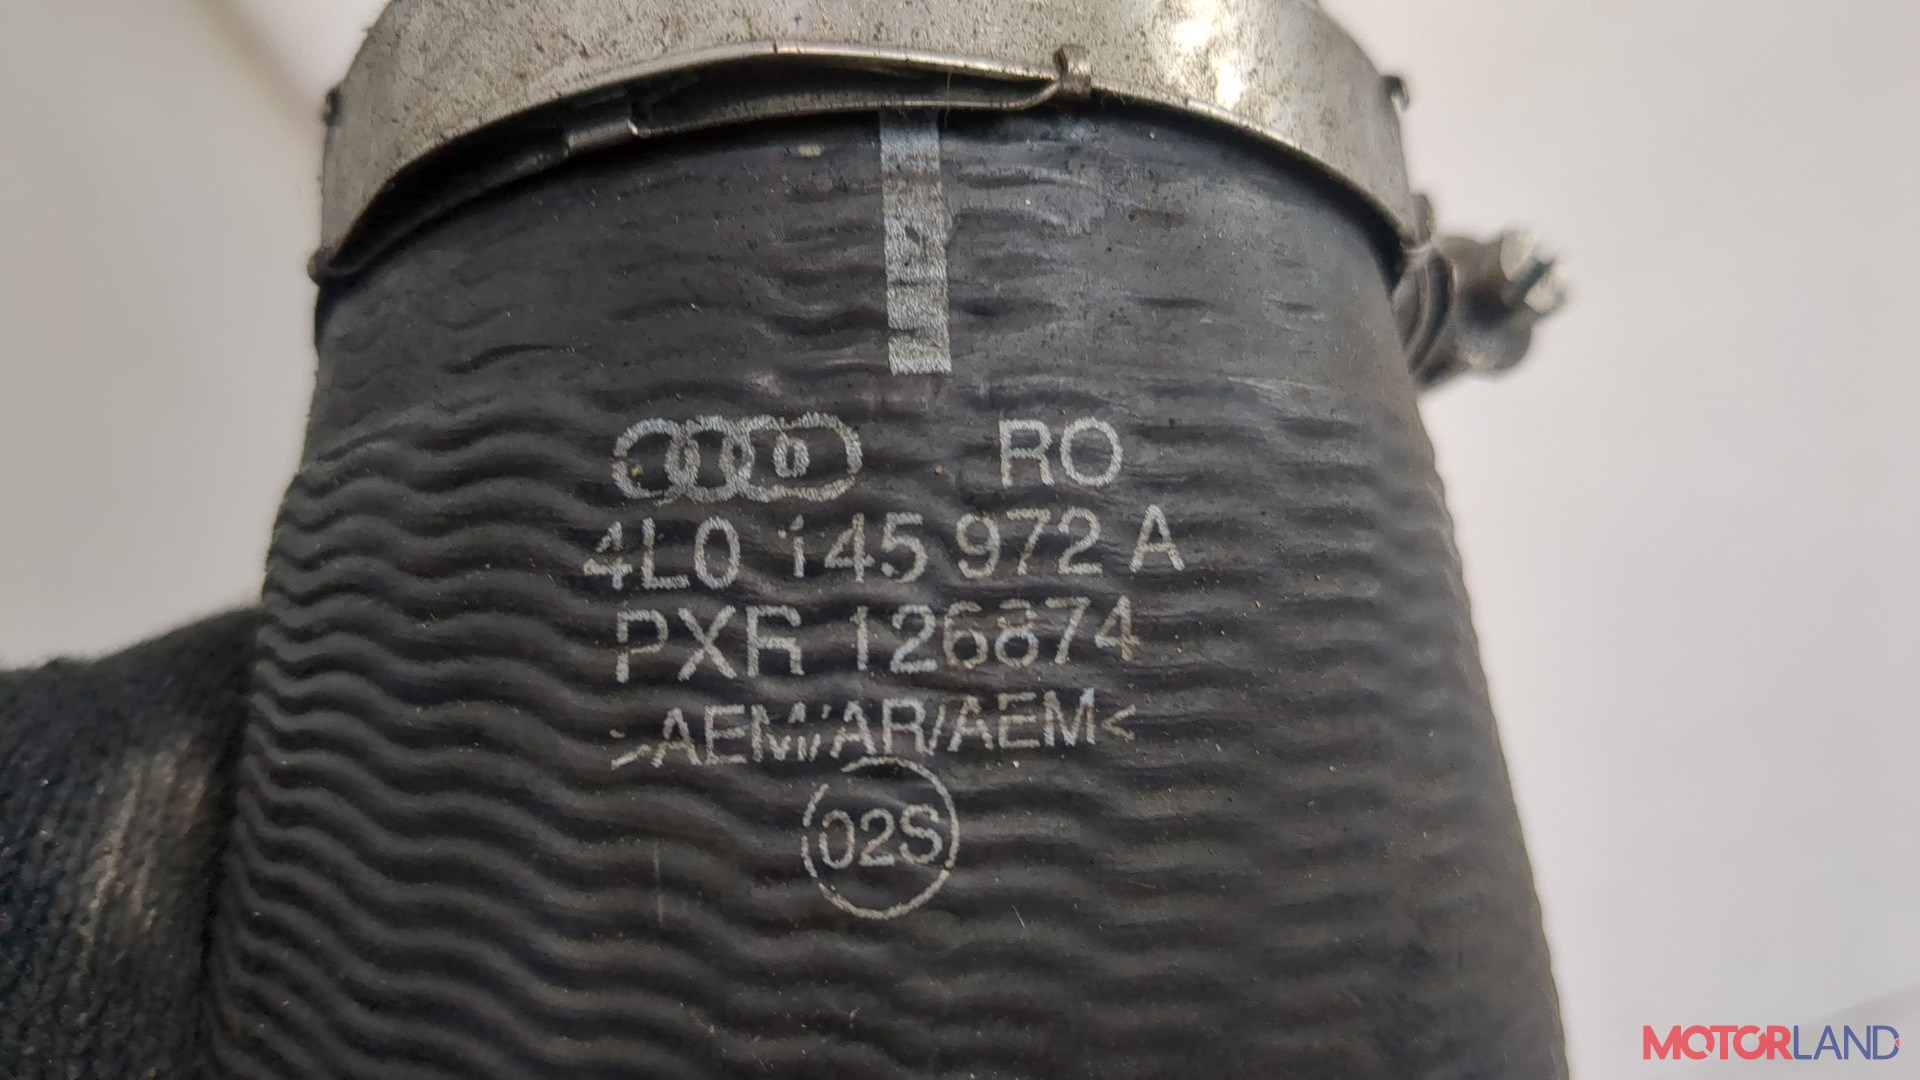 RO
4L0 145 972 A
PXR 126874
>AEM/AR/AEM<
02S
MOTORLAND